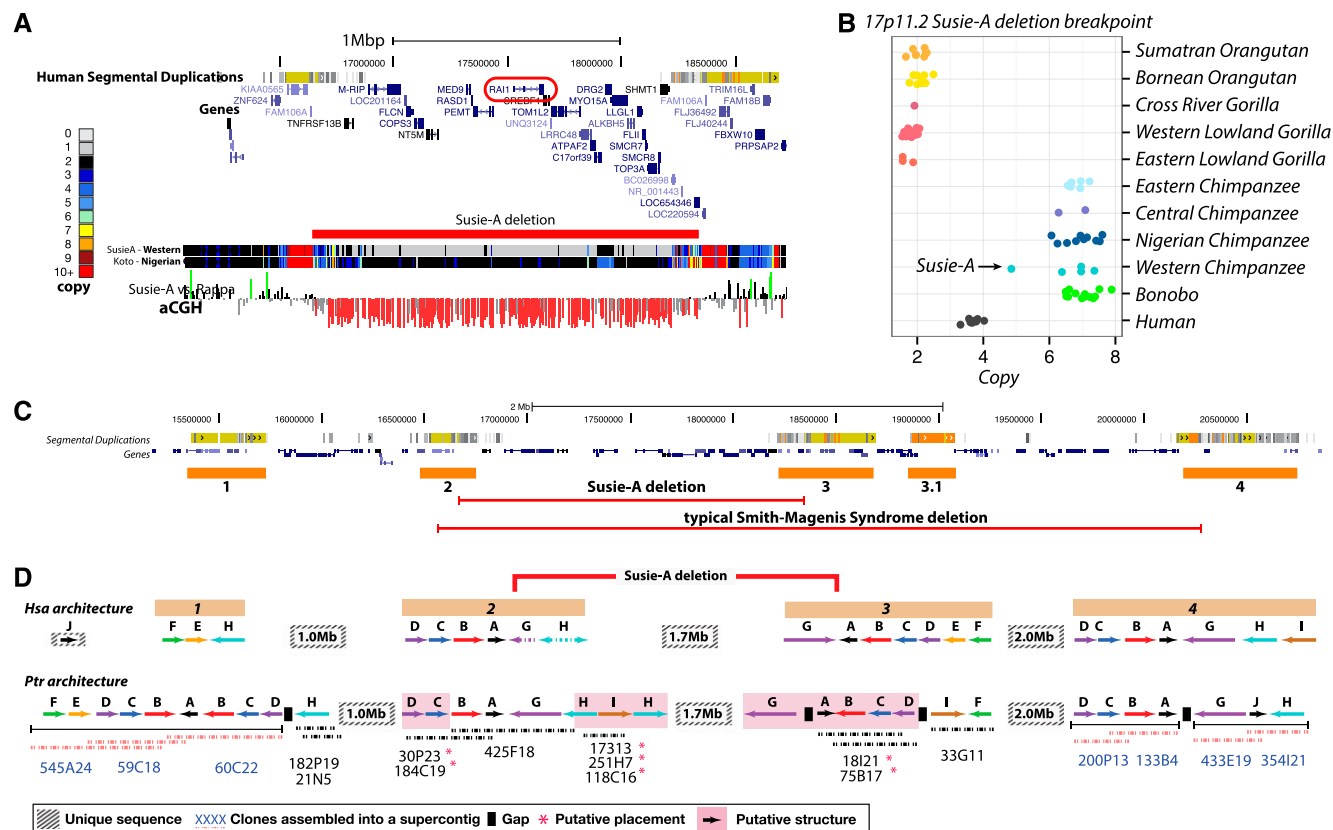 A
1Mbp
17000000 17500000 18000000 18500000
Human Segmental Duplications
Genes
KIAA0565 M-RIP MED9 RAI1 DRG2 SHMT1 TRIM16L
ZNF624 LOC201164 RASD1 SREBF1 MYO15A FAM106A FAM18B
FAM106A FLCN PEMT TOM1L2 LLGL1 FLJ36492
TNFRSF13B COPS3 UNQ3124 ALKBH5 FLJ40244
NT5M LRRC48 FLII FBXW10
ATPAF2 SMCR7 PRPSAP2
C17orf39 SMCR8
TOP3A
BC026998
NR_001443
LOC654346
LOC220594
0
1
2
3
4
5
6
7
8
9
10+
copy
Susie-A deletion
SusieA - Western
Koto - Nigerian
Susie-A vs. Rappa
aCGH
B
17p11.2 Susie-A deletion breakpoint
Sumatran Orangutan
Bornean Orangutan
Cross River Gorilla
Western Lowland Gorilla
Eastern Lowland Gorilla
Eastern Chimpanzee
Central Chimpanzee
Nigerian Chimpanzee
Susie-A
Western Chimpanzee
Bonobo
Human
2 4 6 8
Copy
C
2 Mb
15500000 16000000 16500000 17000000 17500000 18000000 18500000 19000000 19500000 20000000 20500000
Segmental Duplications
Genes
1 2 3 3.1 4
Susie-A deletion
typical Smith-Magenis Syndrome deletion
D
Susie-A deletion
Hsa architecture
1 2 3 4
J F E H 1.0Mb D C B A G H 1.7Mb G A B C D E F 2.0Mb D C B A G H I
Ptr architecture
F E D C B A B C D H 1.0Mb D C B A G H I H 1.7Mb G A B C D I F 2.0Mb D C B A G J H
545A24 59C18 60C22
182P19
21N5
30P23 *
184C19 *
425F18
17313 *
251H7 *
118C16 *
18I21 *
75B17 *
33G11
200P13 133B4 433E19 354I21
Unique sequence XXXX Clones assembled into a supercontig Gap * Putative placement Putative structure